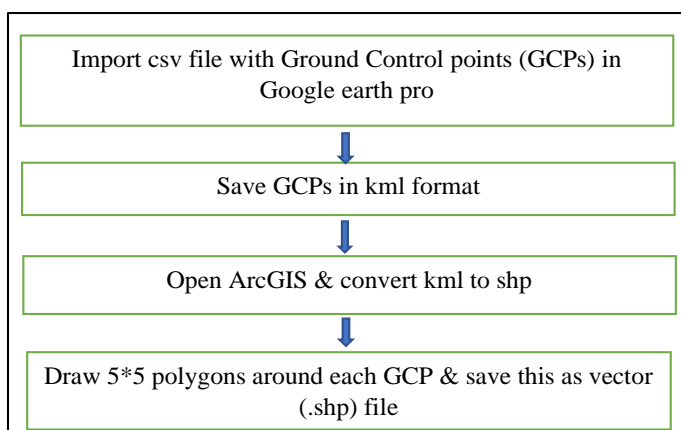 Import csv file with Ground Control points (GCPs) in
Google earth pro
Save GCPs in kml format
Open ArcGIS & convert kml to shp
Draw 5*5 polygons around each GCP & save this as vector
(.shp) file